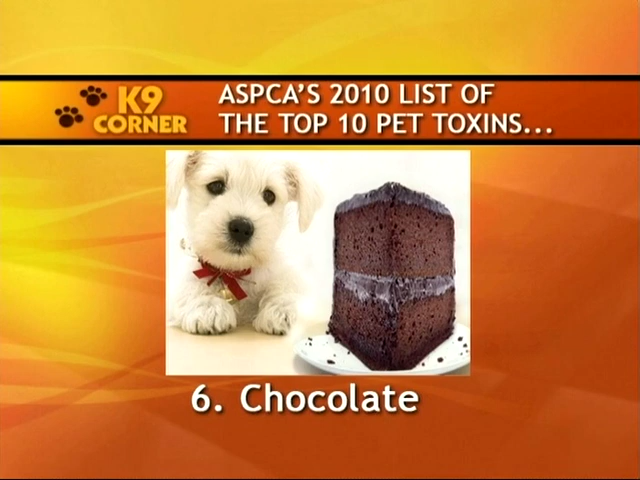 K9
CORNER
ASPCA'S 2010 LIST OF
THE TOP 10 PET TOXINS...
6. Chocolate